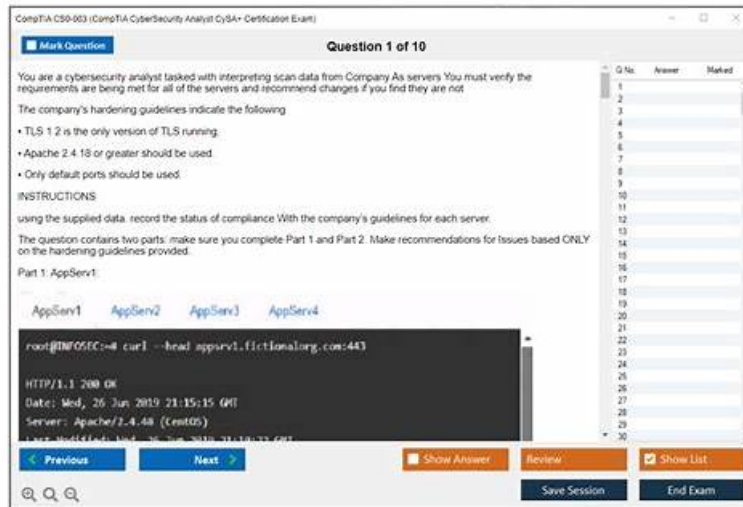 CompTIA CS0-003 (CompTIA CyberSecurity Analyst CySA+ Certification Exam)
Mark Question
Question 1 of 10
You are a cybersecurity analyst tasked with interpreting scan data from Company As servers You must verify the
requirements are being met for all of the servers and recommend changes if you find they are not
The company's hardening guidelines indicate the following
• TLS 1 2 is the only version of TLS running.
• Apache 2.4.18 or greater should be used.
• Only default ports should be used.
INSTRUCTIONS
using the supplied data. record the status of compliance With the company's guidelines for each server.
The question contains two parts: make sure you complete Part 1 and Part 2. Make recommendations for Issues based ONLY
on the hardening guidelines provided.
Part 1: AppServ1:
AppServ1 AppServ2 AppServ3 AppServ4
root@INFOSEC:~# curl --head appsrv1.fictionalorg.com:443
HTTP/1.1 200 OK
Date: Wed, 26 Jun 2019 21:15:15 GMT
Server: Apache/2.4.48 (CentOS)
Last-Modified: Wed, 26 Jun 2019 21:10:22 GMT
Q No. Answer Marked
1
2
3
4
5
6
7
8
9
10
11
12
13
14
15
16
17
18
19
20
21
22
23
24
25
26
27
28
29
30
Previous
Next
Show Answer
Review
Show List
Save Session
End Exam